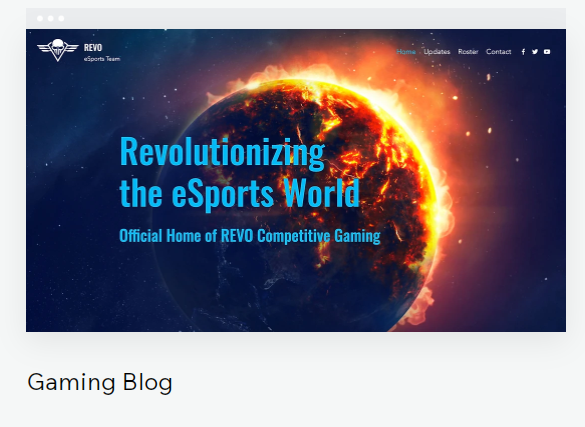 REVO
eSports Team
Home Updates Roster Contact
Revolutionizing
the eSports World
Official Home of REVO Competitive Gaming
Gaming Blog